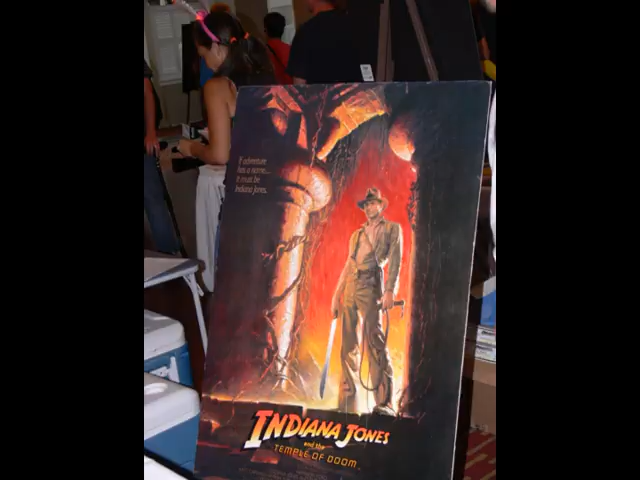 If adventure
has a name...
it must be
Indiana Jones.
INDIANA JONES
and the
TEMPLE OF DOOM